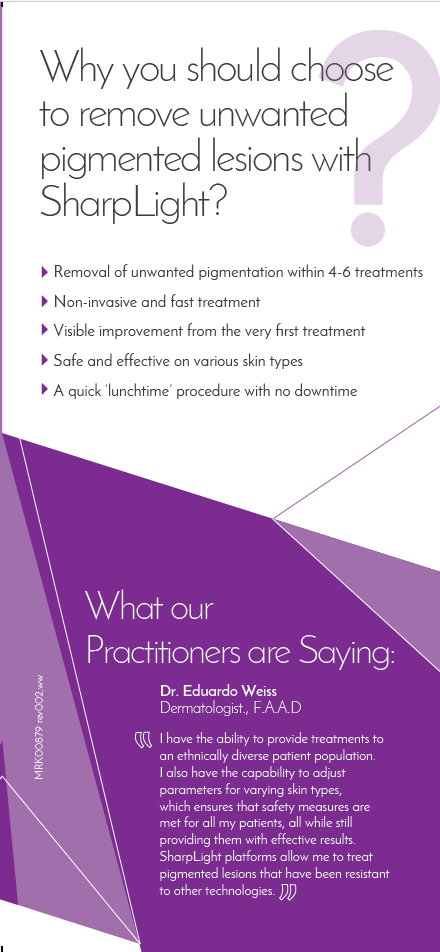 Why you should choose
to remove unwanted
pigmented lesions with
SharpLight?
?
Removal of unwanted pigmentation within 4-6 treatments
Non-invasive and fast treatment
Visible improvement from the very first treatment
Safe and effective on various skin types
A quick 'lunchtime' procedure with no downtime
What our
Practitioners are Saying:
Dr. Eduardo Weiss
Dermatologist., F.A.A.D
I have the ability to provide treatments to
an ethnically diverse patient population.
I also have the capability to adjust
parameters for varying skin types,
which ensures that safety measures are
met for all my patients, all while still
providing them with effective results.
SharpLight platforms allow me to treat
pigmented lesions that have been resistant
to other technologies.
MRK00879 rev002.ww